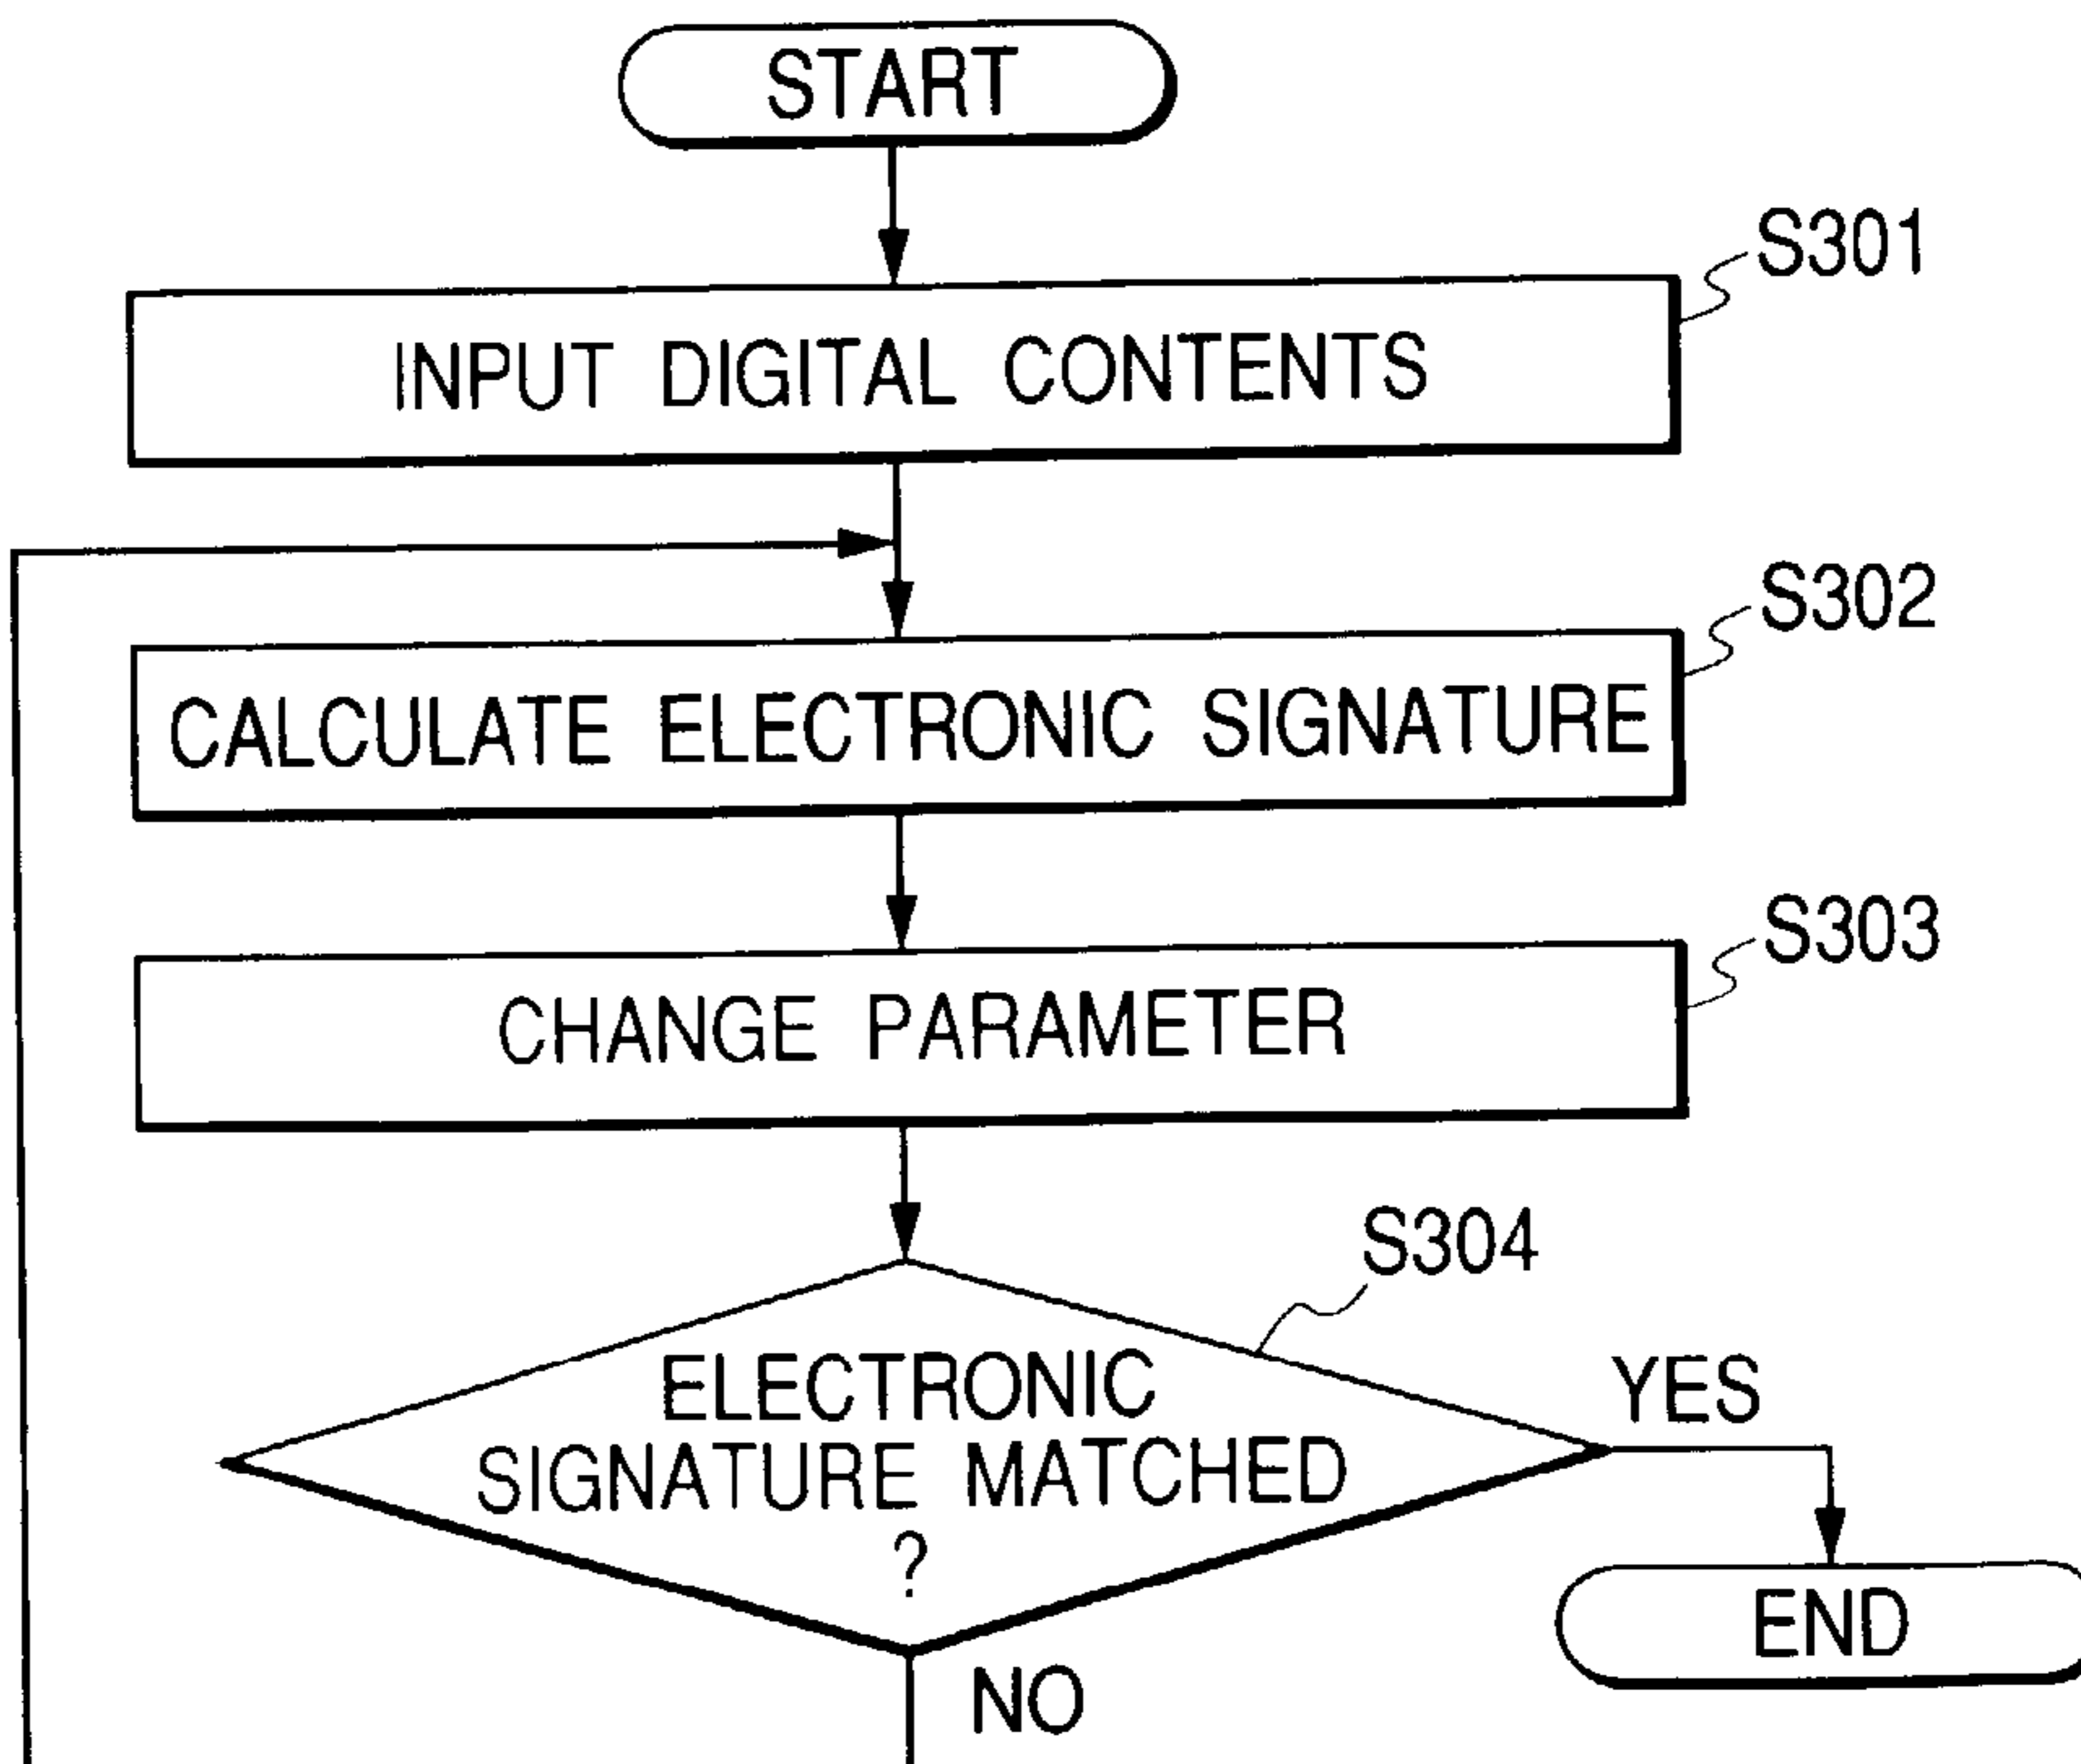 START
S301
INPUT DIGITAL CONTENTS
S302
CALCULATE ELECTRONIC SIGNATURE
S303
CHANGE PARAMETER
S304
ELECTRONIC
SIGNATURE MATCHED
?
YES
END
NO